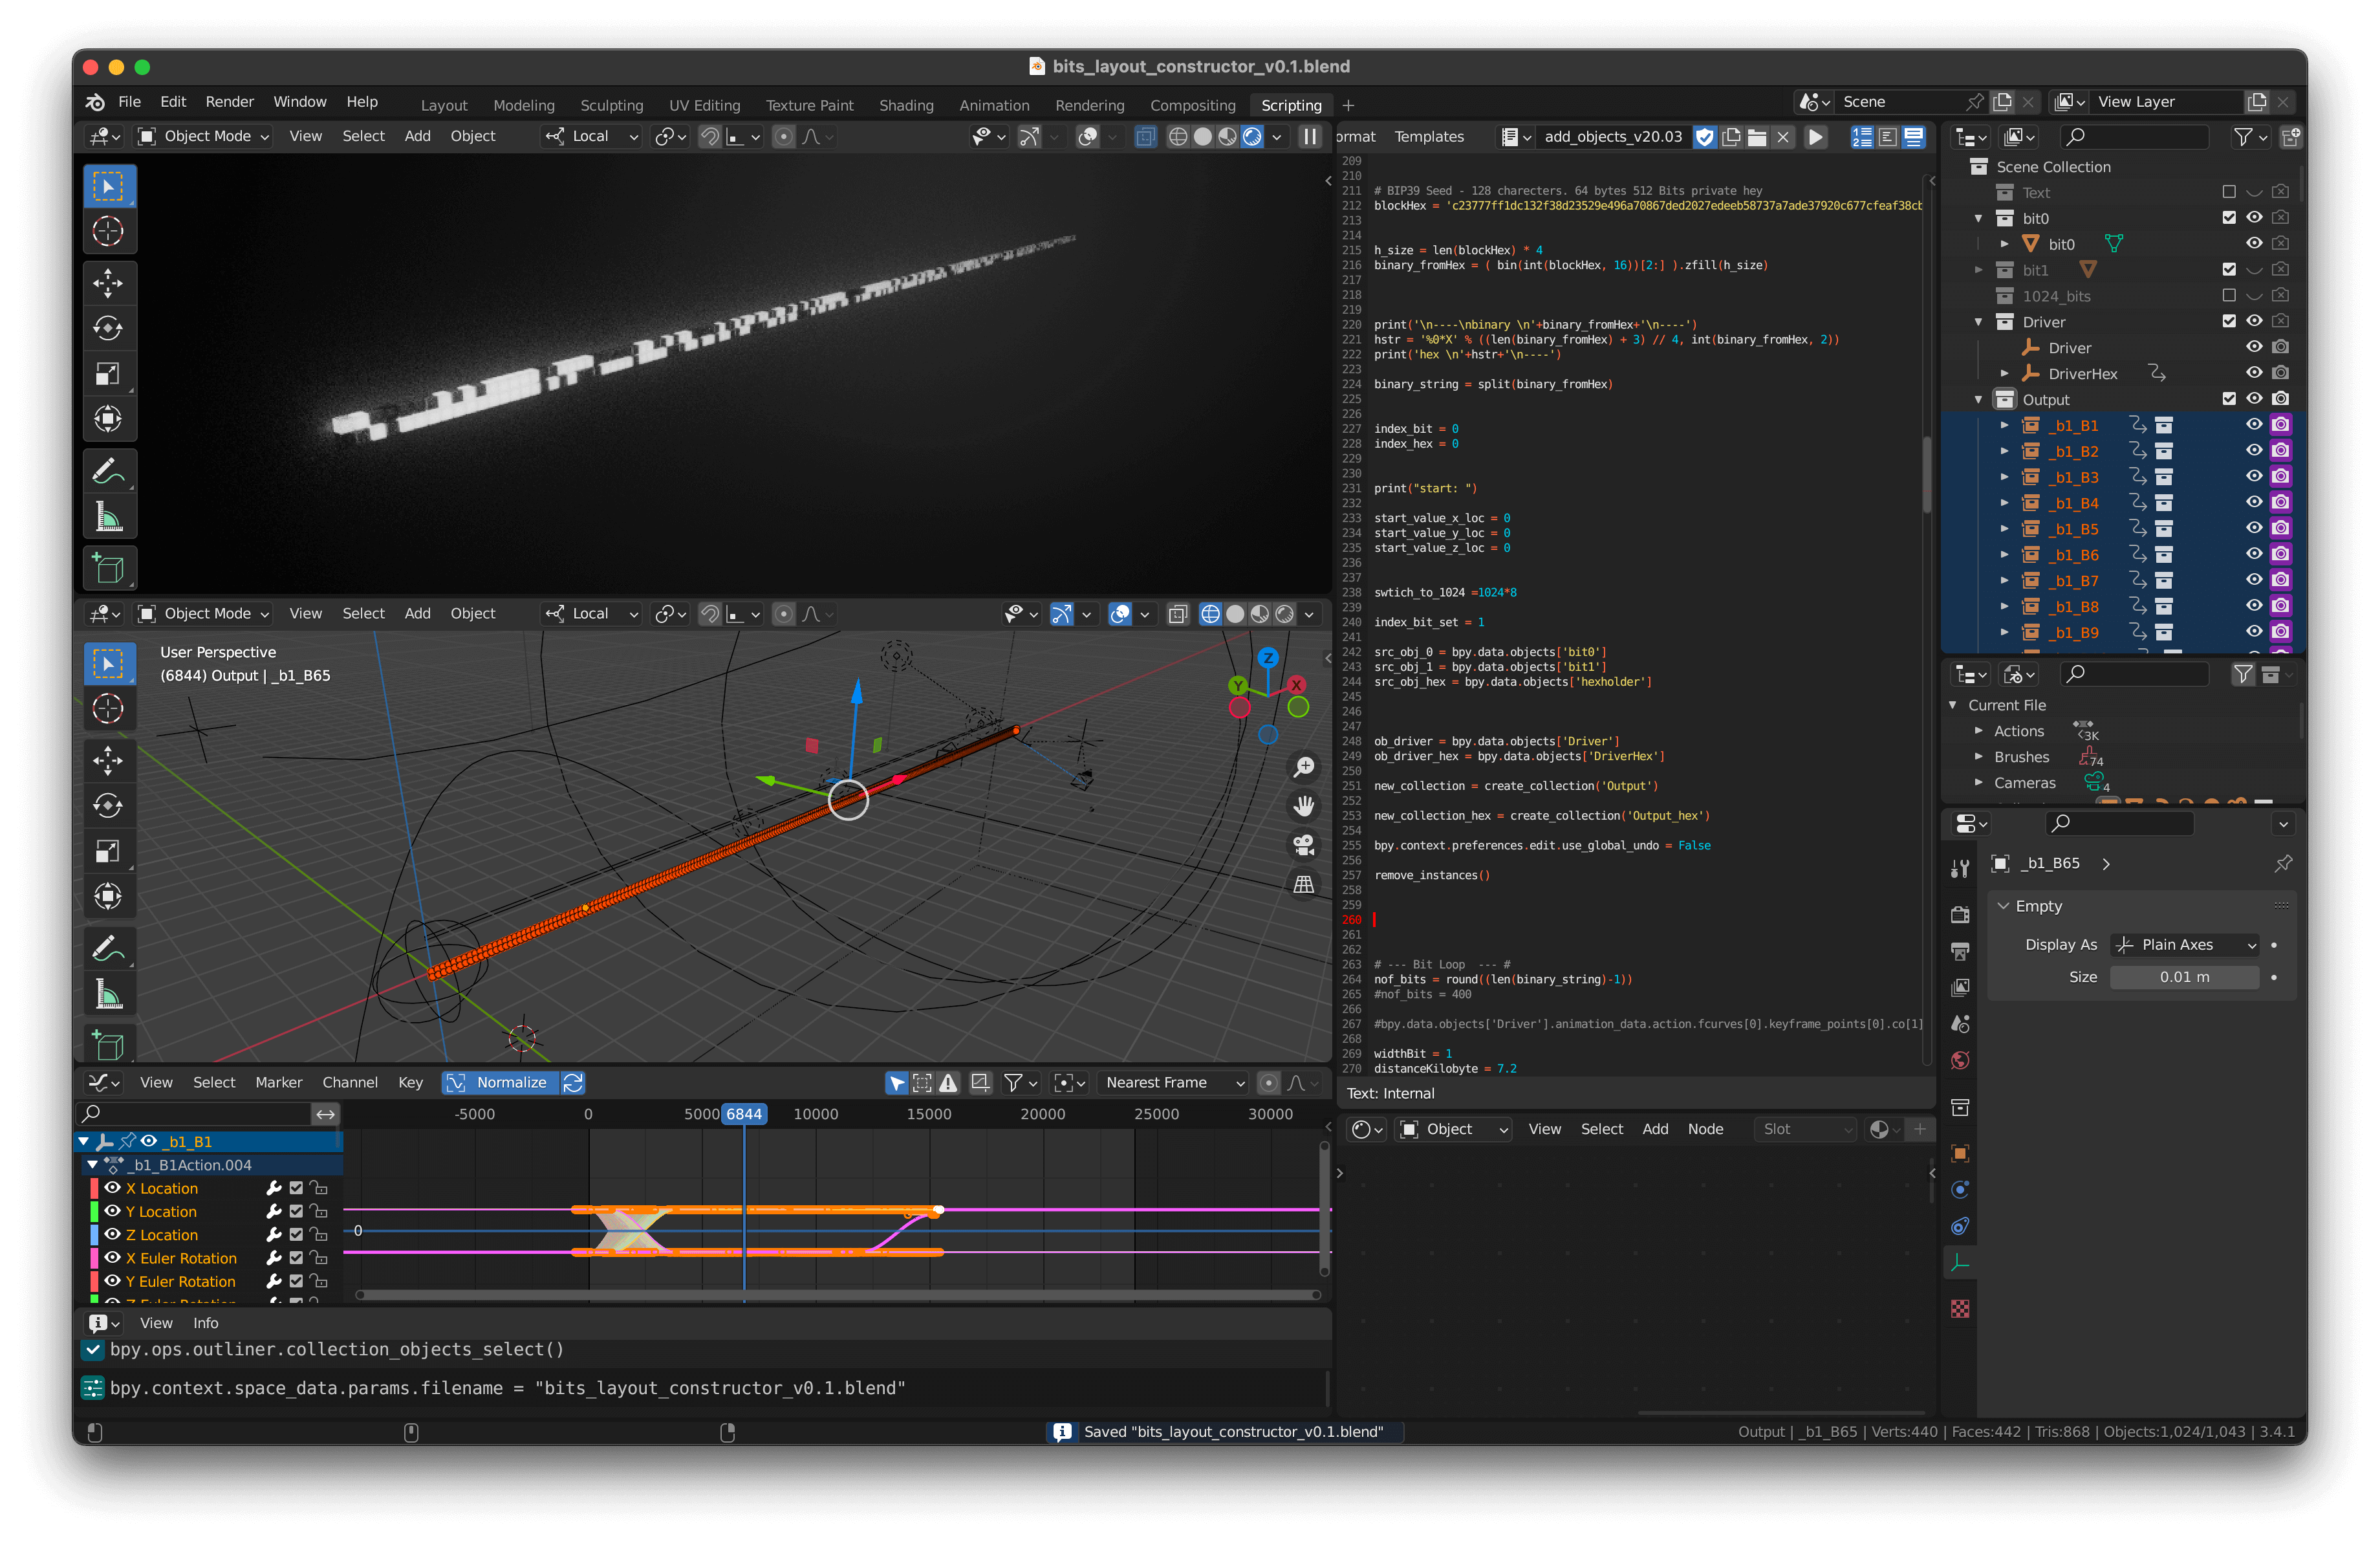 bits_layout_constructor_v0.1.blend
File Edit Render Window Help Layout Modeling Sculpting UV Editing Texture Paint Shading Animation Rendering Compositing Scripting + Scene View Layer
Object Mode View Select Add Object Local
ormat Templates add_objects_v20.03
209
210
211 # BIP39 Seed - 128 charecters. 64 bytes 512 Bits private hey
212 blockHex = 'c23777ff1dc132f38d23529e496a70867ded2027edeeb58737a7ade37920c677cfeaf38cb
213
214
215 h_size = len(blockHex) * 4
216 binary_fromHex = ( bin(int(blockHex, 16))[2:] ).zfill(h_size)
217
218
219
220 print('\n----\nbinary \n'+binary_fromHex+'\n----')
221 hstr = '%0*X' % ((len(binary_fromHex) + 3) // 4, int(binary_fromHex, 2))
222 print('hex \n'+hstr+'\n----')
223
224 binary_string = split(binary_fromHex)
225
226
227 index_bit = 0
228 index_hex = 0
229
230
231 print("start: ")
232
233 start_value_x_loc = 0
234 start_value_y_loc = 0
235 start_value_z_loc = 0
236
237
238 swtich_to_1024 =1024*8
239
240 index_bit_set = 1
241
242 src_obj_0 = bpy.data.objects['bit0']
243 src_obj_1 = bpy.data.objects['bit1']
244 src_obj_hex = bpy.data.objects['hexholder']
245
246
247
248 ob_driver = bpy.data.objects['Driver']
249 ob_driver_hex = bpy.data.objects['DriverHex']
250
251 new_collection = create_collection('Output')
252
253 new_collection_hex = create_collection('Output_hex')
254
255 bpy.context.preferences.edit.use_global_undo = False
256
257 remove_instances()
258
259
260
261
262
263 # --- Bit Loop --- #
264 nof_bits = round((len(binary_string)-1))
265 #nof_bits = 400
266
267 #bpy.data.objects['Driver'].animation_data.action.fcurves[0].keyframe_points[0].co[1]
268
269 widthBit = 1
270 distanceKilobyte = 7.2
Text: Internal
Object View Select Add Node Slot
Object Mode View Select Add Object Local
User Perspective
(6844) Output | _b1_B65
Z
Y
X
View Select Marker Channel Key Normalize Nearest Frame
-5000 0 5000 6844 10000 15000 20000 25000 30000
_b1_B1
_b1_B1Action.004
X Location
Y Location
Z Location
0
X Euler Rotation
Y Euler Rotation
Z Euler Rotation
View Info
bpy.ops.outliner.collection_objects_select()
bpy.context.space_data.params.filename = "bits_layout_constructor_v0.1.blend"
Scene Collection
Text
bit0
bit0
bit1
1024_bits
Driver
Driver
DriverHex
Output
_b1_B1
_b1_B2
_b1_B3
_b1_B4
_b1_B5
_b1_B6
_b1_B7
_b1_B8
_b1_B9
Current File
Actions 3K
Brushes 74
Cameras 4
_b1_B65
Empty
Display As Plain Axes
Size 0.01 m
Saved "bits_layout_constructor_v0.1.blend"
Output | _b1_B65 | Verts:440 | Faces:442 | Tris:868 | Objects:1,024/1,043 | 3.4.1